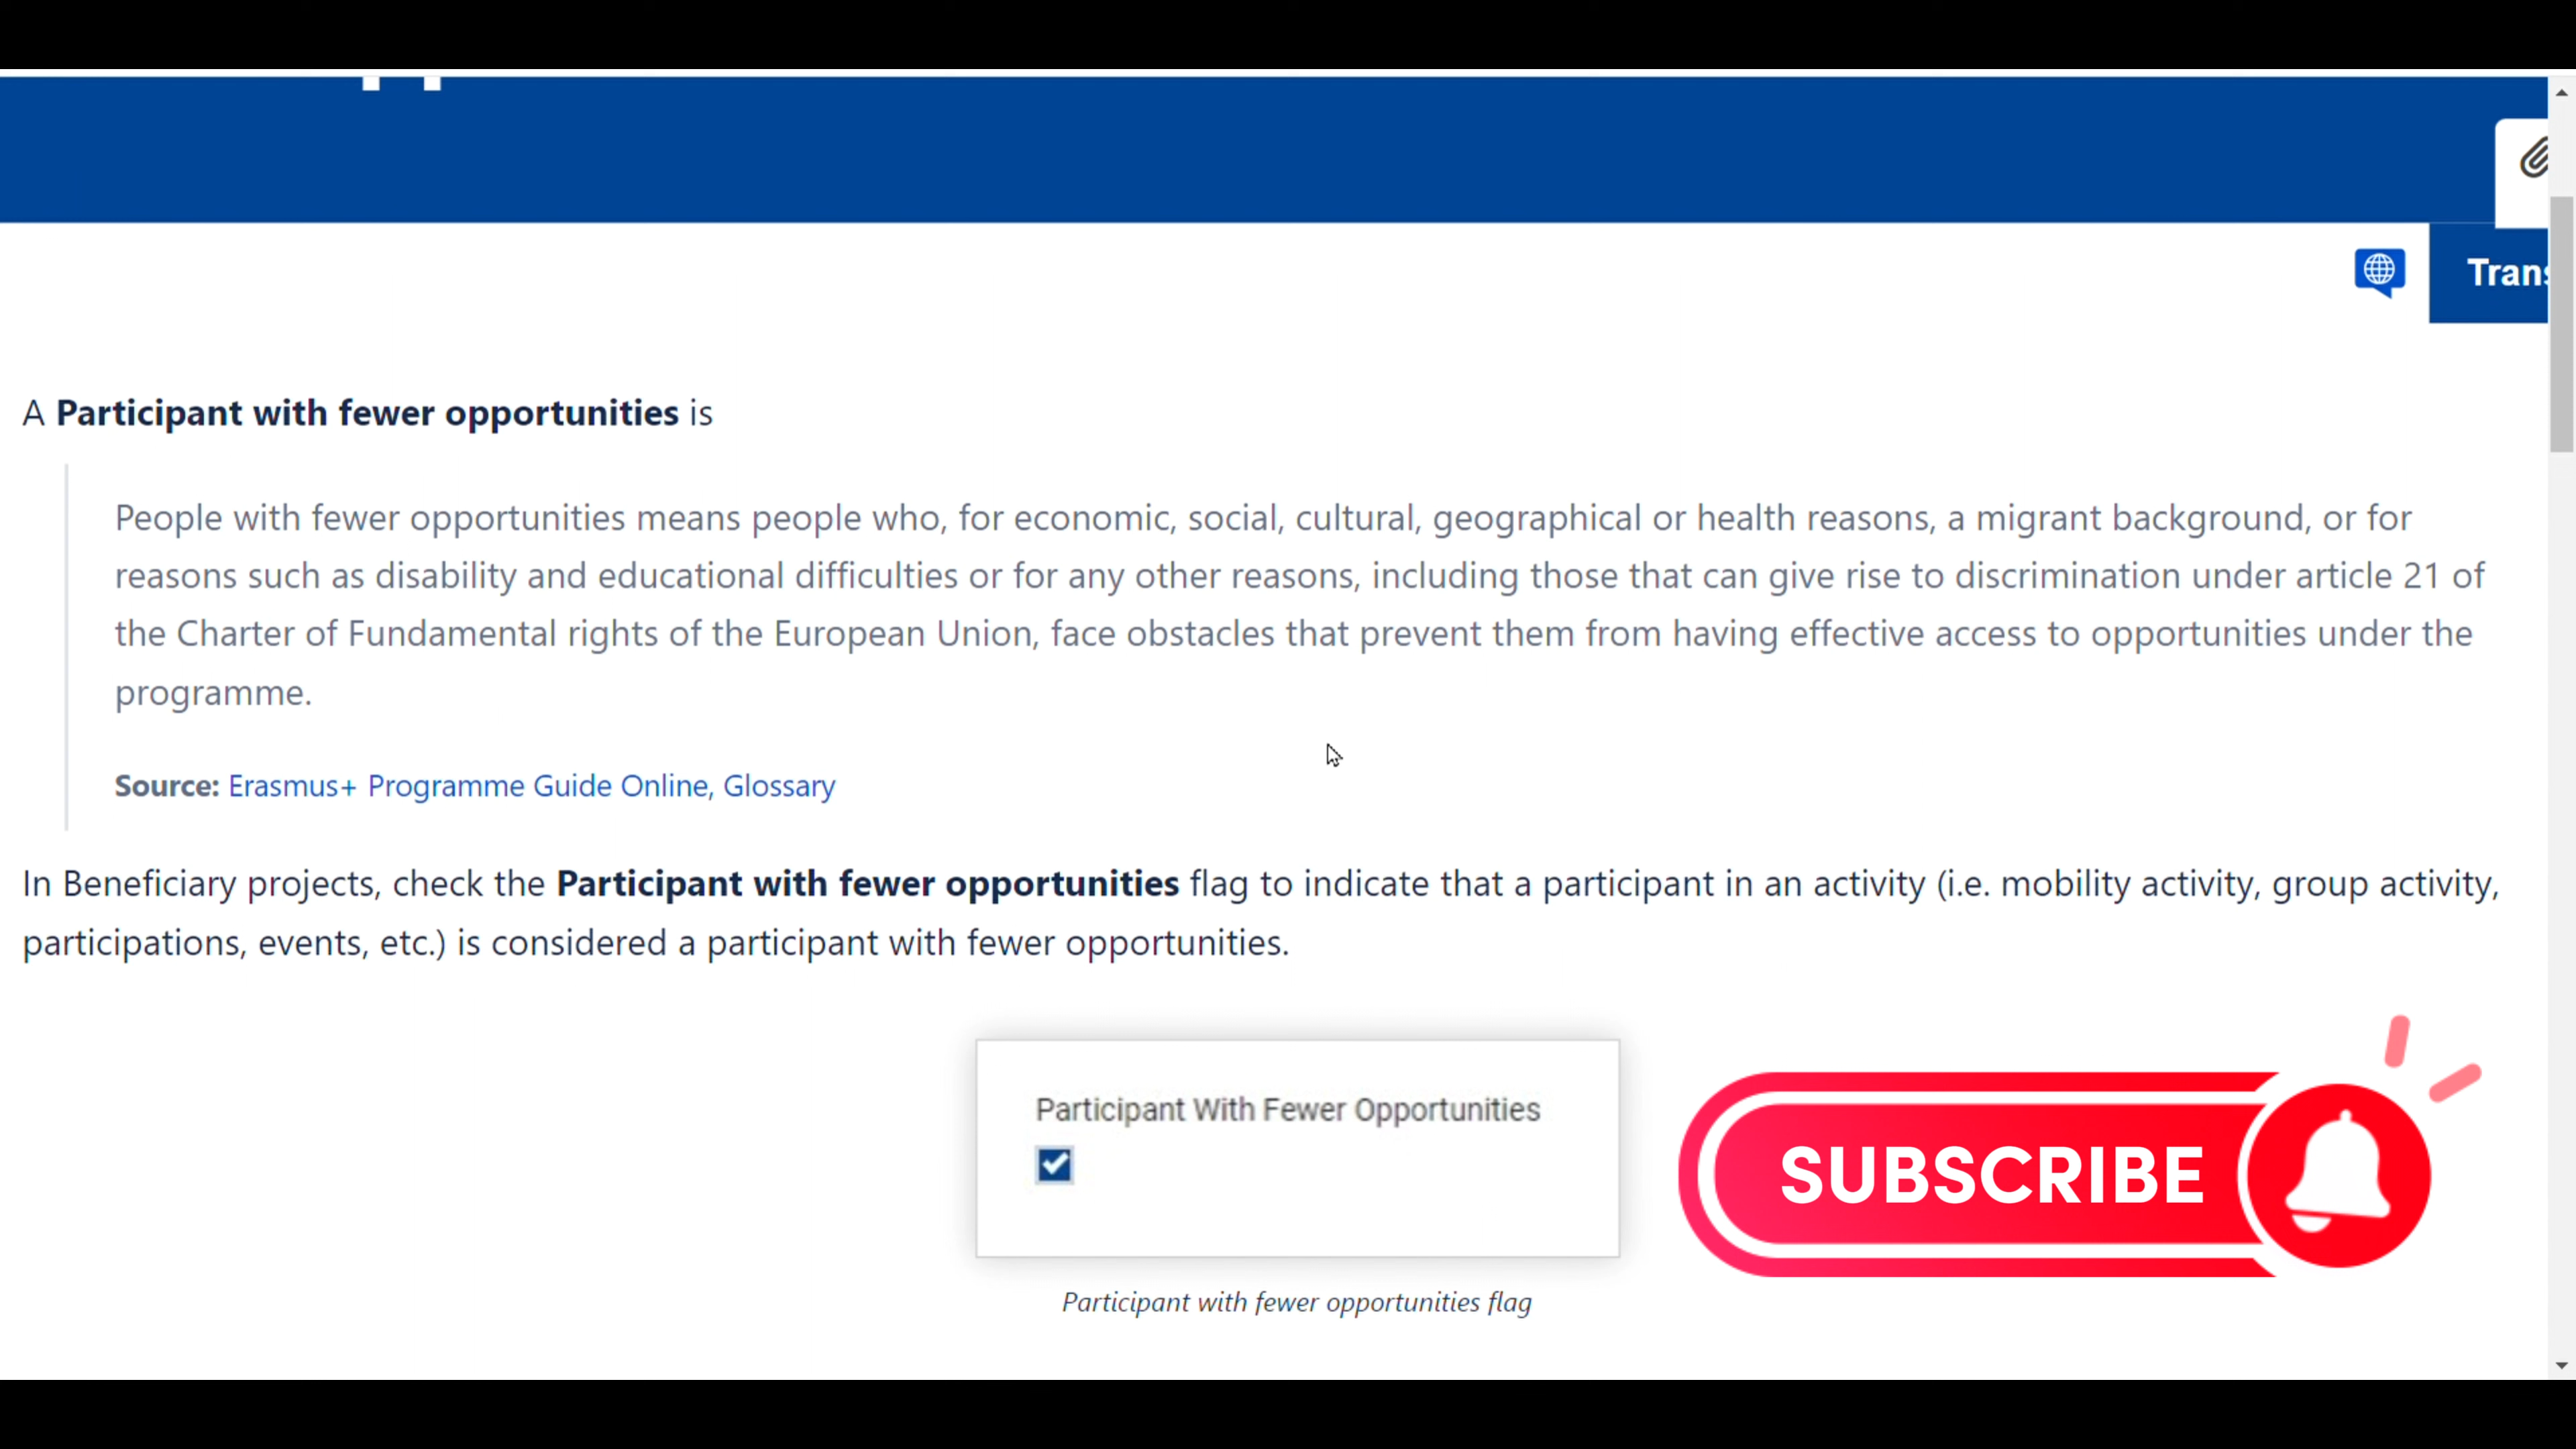 Trans
A Participant with fewer opportunities is
People with fewer opportunities means people who, for economic, social, cultural, geographical or health reasons, a migrant background, or for
reasons such as disability and educational difficulties or for any other reasons, including those that can give rise to discrimination under article 21 of
the Charter of Fundamental rights of the European Union, face obstacles that prevent them from having effective access to opportunities under the
programme.
Source: Erasmus+ Programme Guide Online, Glossary
In Beneficiary projects, check the Participant with fewer opportunities flag to indicate that a participant in an activity (i.e. mobility activity, group activity,
participations, events, etc.) is considered a participant with fewer opportunities.
Participant With Fewer Opportunities
SUBSCRIBE
Participant with fewer opportunities flag